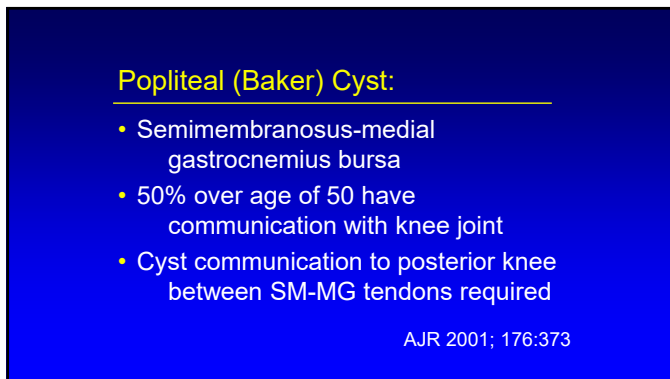 Popliteal (Baker) Cyst:
• Semimembranosus-medial
gastrocnemius bursa
• 50% over age of 50 have
communication with knee joint
• Cyst communication to posterior knee
between SM-MG tendons required
AJR 2001; 176:373